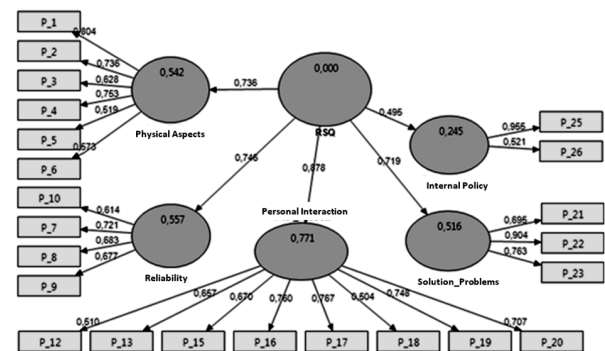 P_1
P_2
P_3
P_4
P_5
P_6
P_10
P_7
P_8
P_9
0,804
0,736
0,628
0,753
0,519
0,573
0,542
Physical Aspects
0,736
0,000
RSQ
0,495
0,245
Internal Policy
0,955
0,521
P_25
P_26
0,746
0,878
0,719
0,614
0,721
0,683
0,677
0,557
Reliability
Personal Interaction
0,771
0,516
Solution_Problems
0,695
0,904
0,763
P_21
P_22
P_23
0,510
0,657
0,670
0,760
0,767
0,504
0,748
0,707
P_12
P_13
P_15
P_16
P_17
P_18
P_19
P_20